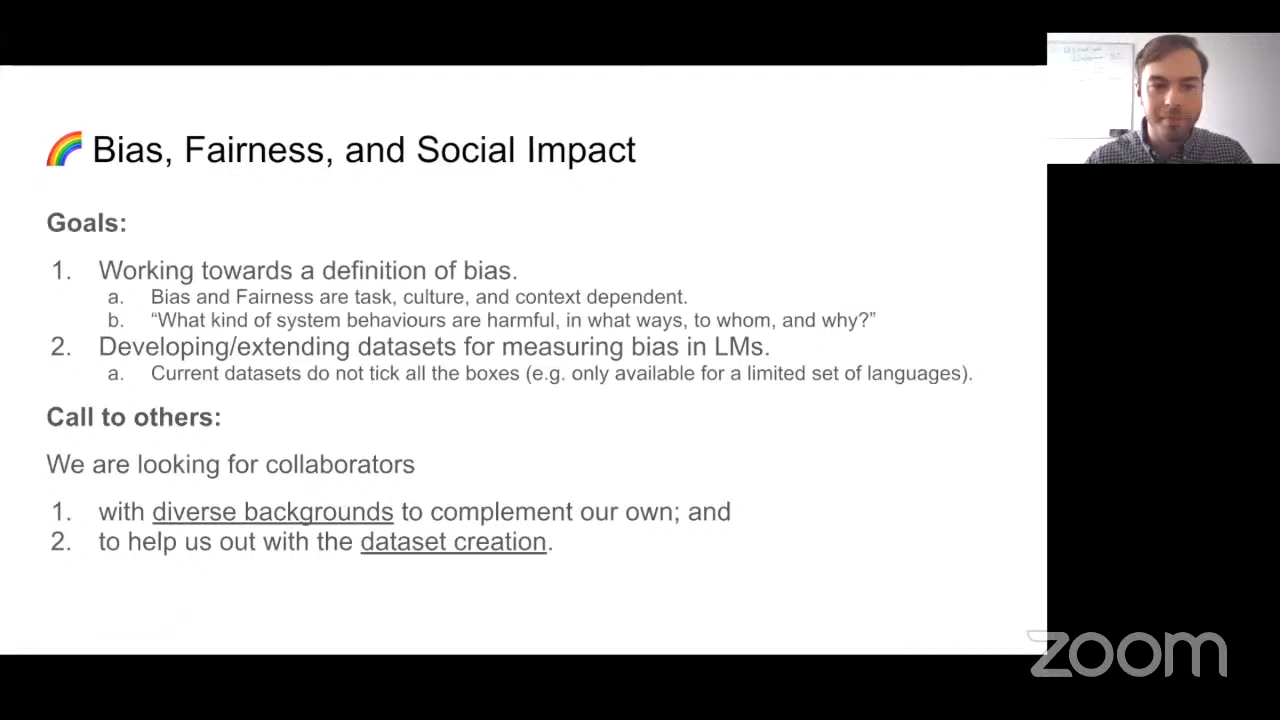 Bias, Fairness, and Social Impact
Goals:
1. Working towards a definition of bias.
a. Bias and Fairness are task, culture, and context dependent.
b. “What kind of system behaviours are harmful, in what ways, to whom, and why?”
2. Developing/extending datasets for measuring bias in LMs.
a. Current datasets do not tick all the boxes (e.g. only available for a limited set of languages).
Call to others:
We are looking for collaborators
1. with diverse backgrounds to complement our own; and
2. to help us out with the dataset creation.
zoom